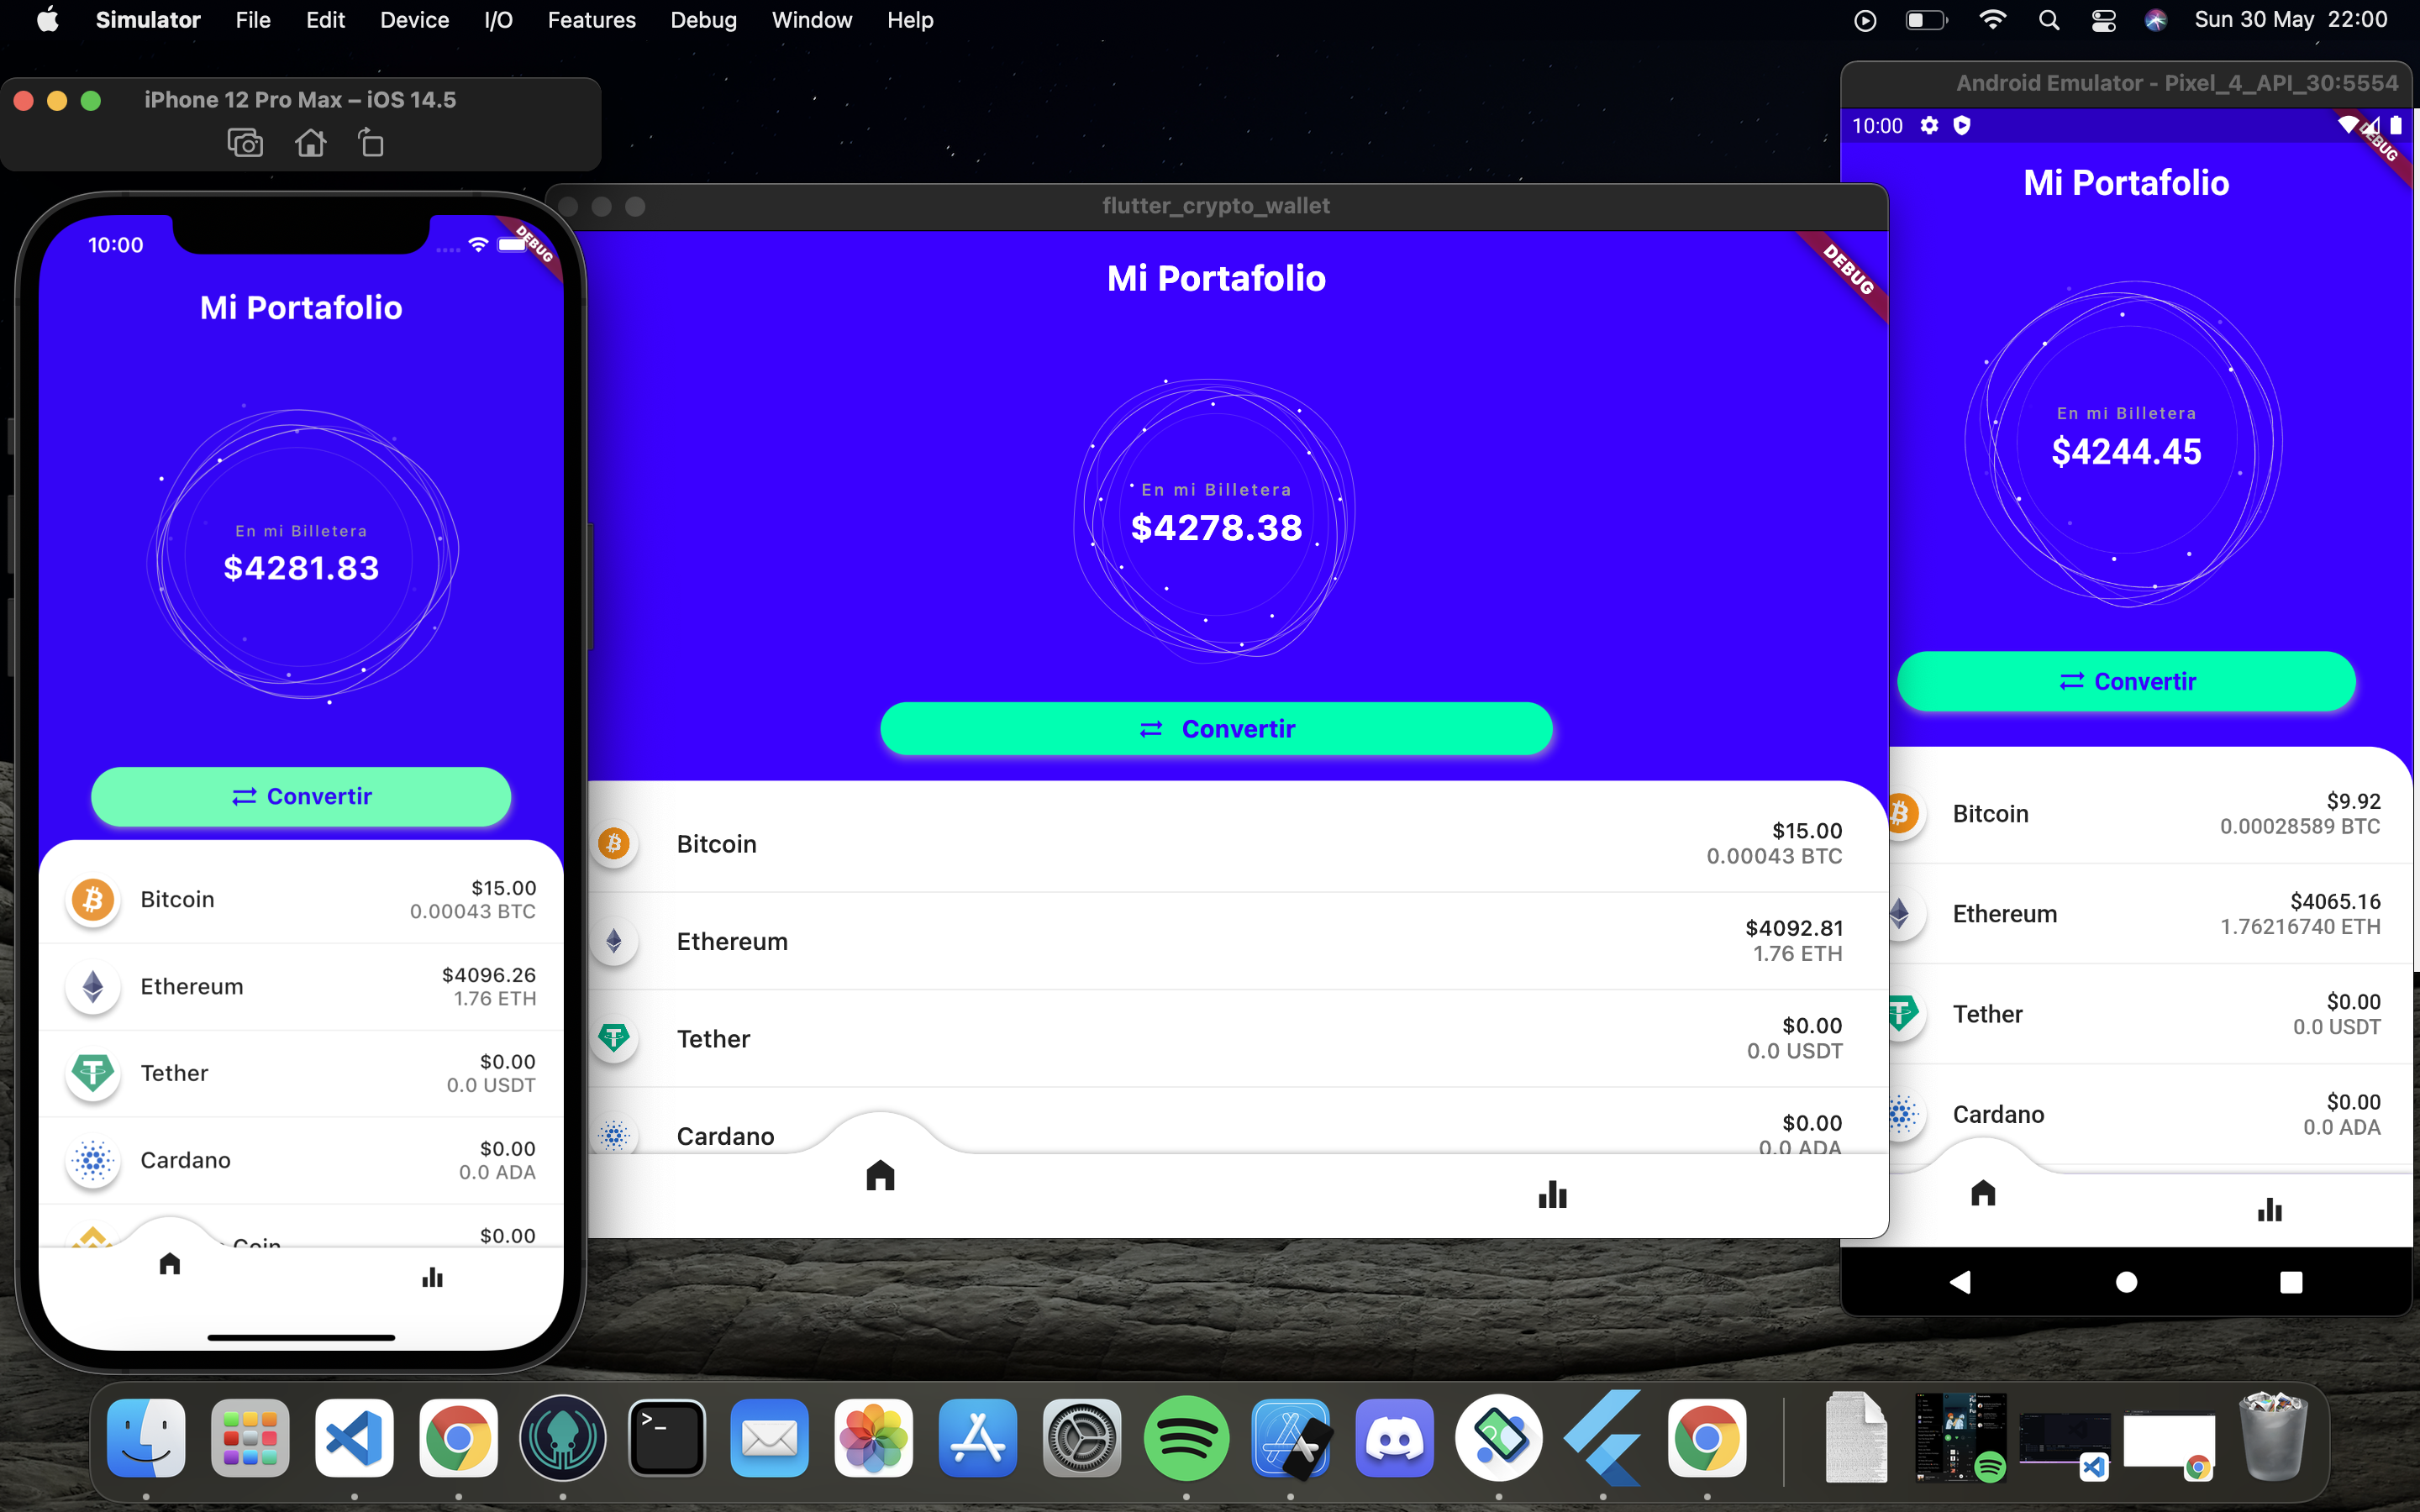 Simulator File Edit Device I/O Features Debug Window Help Sun 30 May 22:00
iPhone 12 Pro Max – iOS 14.5
10:00
DEBUG
Mi Portafolio
En mi Billetera
$4281.83
Convertir
Bitcoin $15.00
0.00043 BTC
Ethereum $4096.26
1.76 ETH
Tether $0.00
0.0 USDT
Cardano $0.00
0.0 ADA
Coin $0.00
flutter_crypto_wallet
DEBUG
Mi Portafolio
En mi Billetera
$4278.38
Convertir
Bitcoin $15.00
0.00043 BTC
Ethereum $4092.81
1.76 ETH
Tether $0.00
0.0 USDT
Cardano $0.00
0.0 ADA
Android Emulator - Pixel_4_API_30:5554
10:00
DEBUG
Mi Portafolio
En mi Billetera
$4244.45
Convertir
Bitcoin $9.92
0.00028589 BTC
Ethereum $4065.16
1.76216740 ETH
Tether $0.00
0.0 USDT
Cardano $0.00
0.0 ADA